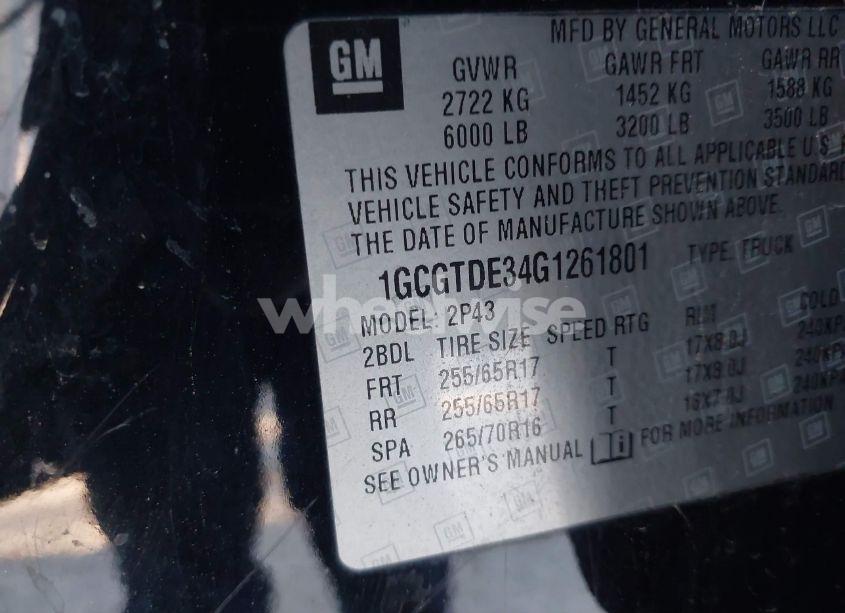 GM
MFD BY GENERAL MOTORS LLC
GVWR GAWR FRT GAWR RR
2722 KG 1452 KG 1588 KG
6000 LB 3200 LB 3500 LB
THIS VEHICLE CONFORMS TO ALL APPLICABLE U.S.
VEHICLE SAFETY AND THEFT PREVENTION STANDARD
THE DATE OF MANUFACTURE SHOWN ABOVE.
1GCGTDE34G1261801 TYPE: TRUCK
wheelwise
MODEL: 2P43
2BDL TIRE SIZE SPEED RTG RIM COLD
FRT 255/65R17 T 17X8.0J 240KP
RR 255/65R17 T 17X8.0J 240KP
SPA 265/70R16 T 16X7.0J 240KP
SEE OWNER'S MANUAL FOR MORE INFORMATION